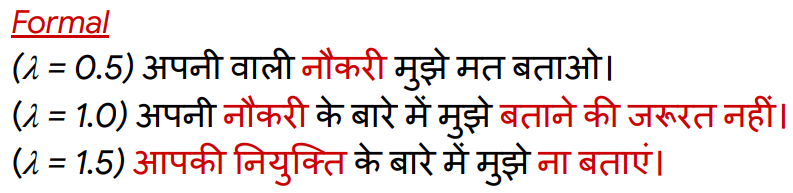 Formal
(λ = 0.5) अपनी वाली नौकरी मुझे मत बताओ।
(λ = 1.0) अपनी नौकरी के बारे में मुझे बताने की जरूरत नहीं।
(λ = 1.5) आपकी नियुक्ति के बारे में मुझे ना बताएं।